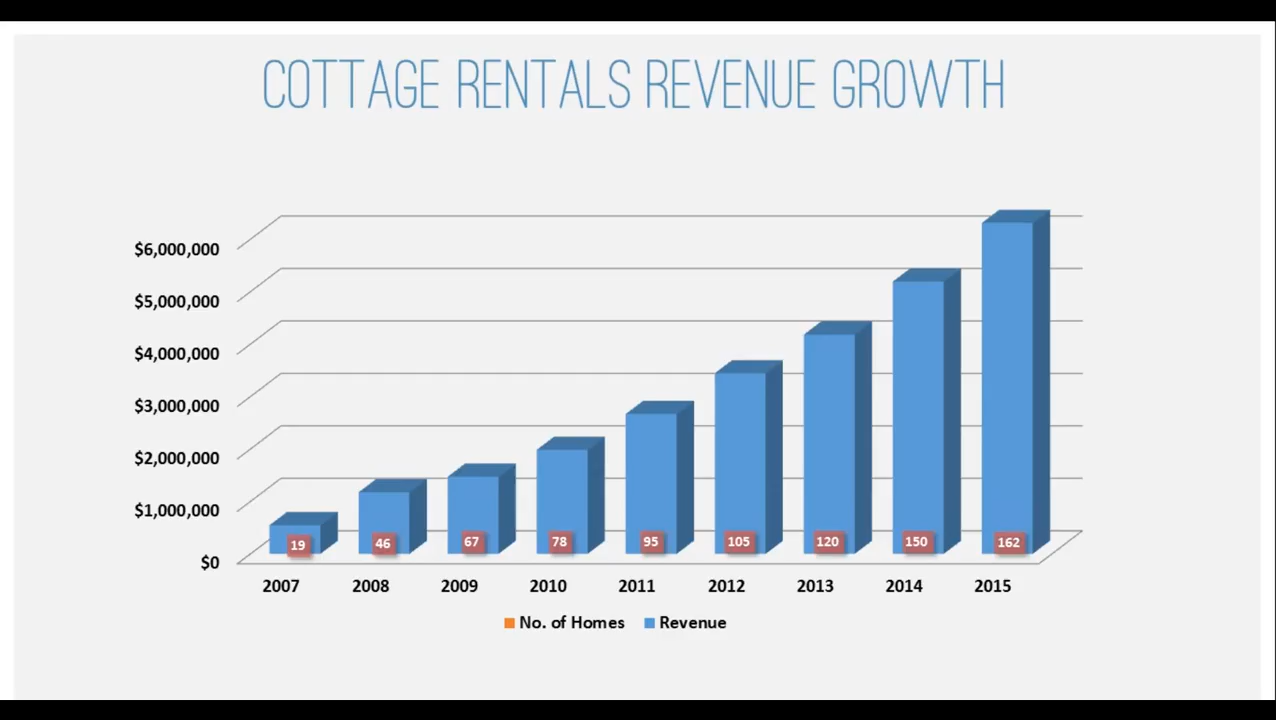 COTTAGE RENTALS REVENUE GROWTH
$6,000,000
$5,000,000
$4,000,000
$3,000,000
$2,000,000
$1,000,000
$0
19 46 67 78 95 105 120 150 162
2007 2008 2009 2010 2011 2012 2013 2014 2015
No. of Homes Revenue